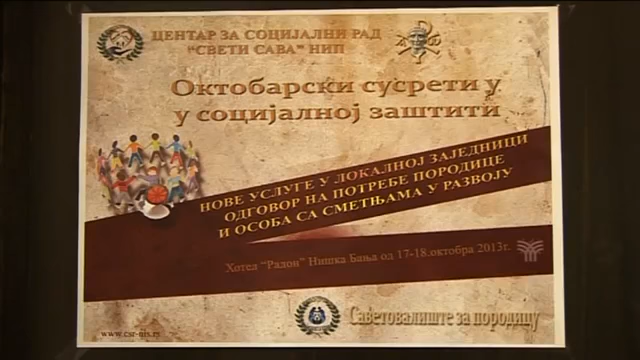 ЦЕНТАР ЗА СОЦИЈАЛНИ РАД
“СВЕТИ САВА” НИШ
Октобарски сусрети у
у социјалној заштити
НОВЕ УСЛУГЕ У ЛОКАЛНОЈ ЗАЈЕДНИЦИ
ОДГОВОР НА ПОТРЕБЕ ПОРОДИЦЕ
И ОСОБА СА СМЕТЊАМА У РАЗВОЈУ
Хотел “Радон” Нишка Бања од 17-18.октобра 2013г.
Саветовалиште за породицу
www.csr-nis.rs